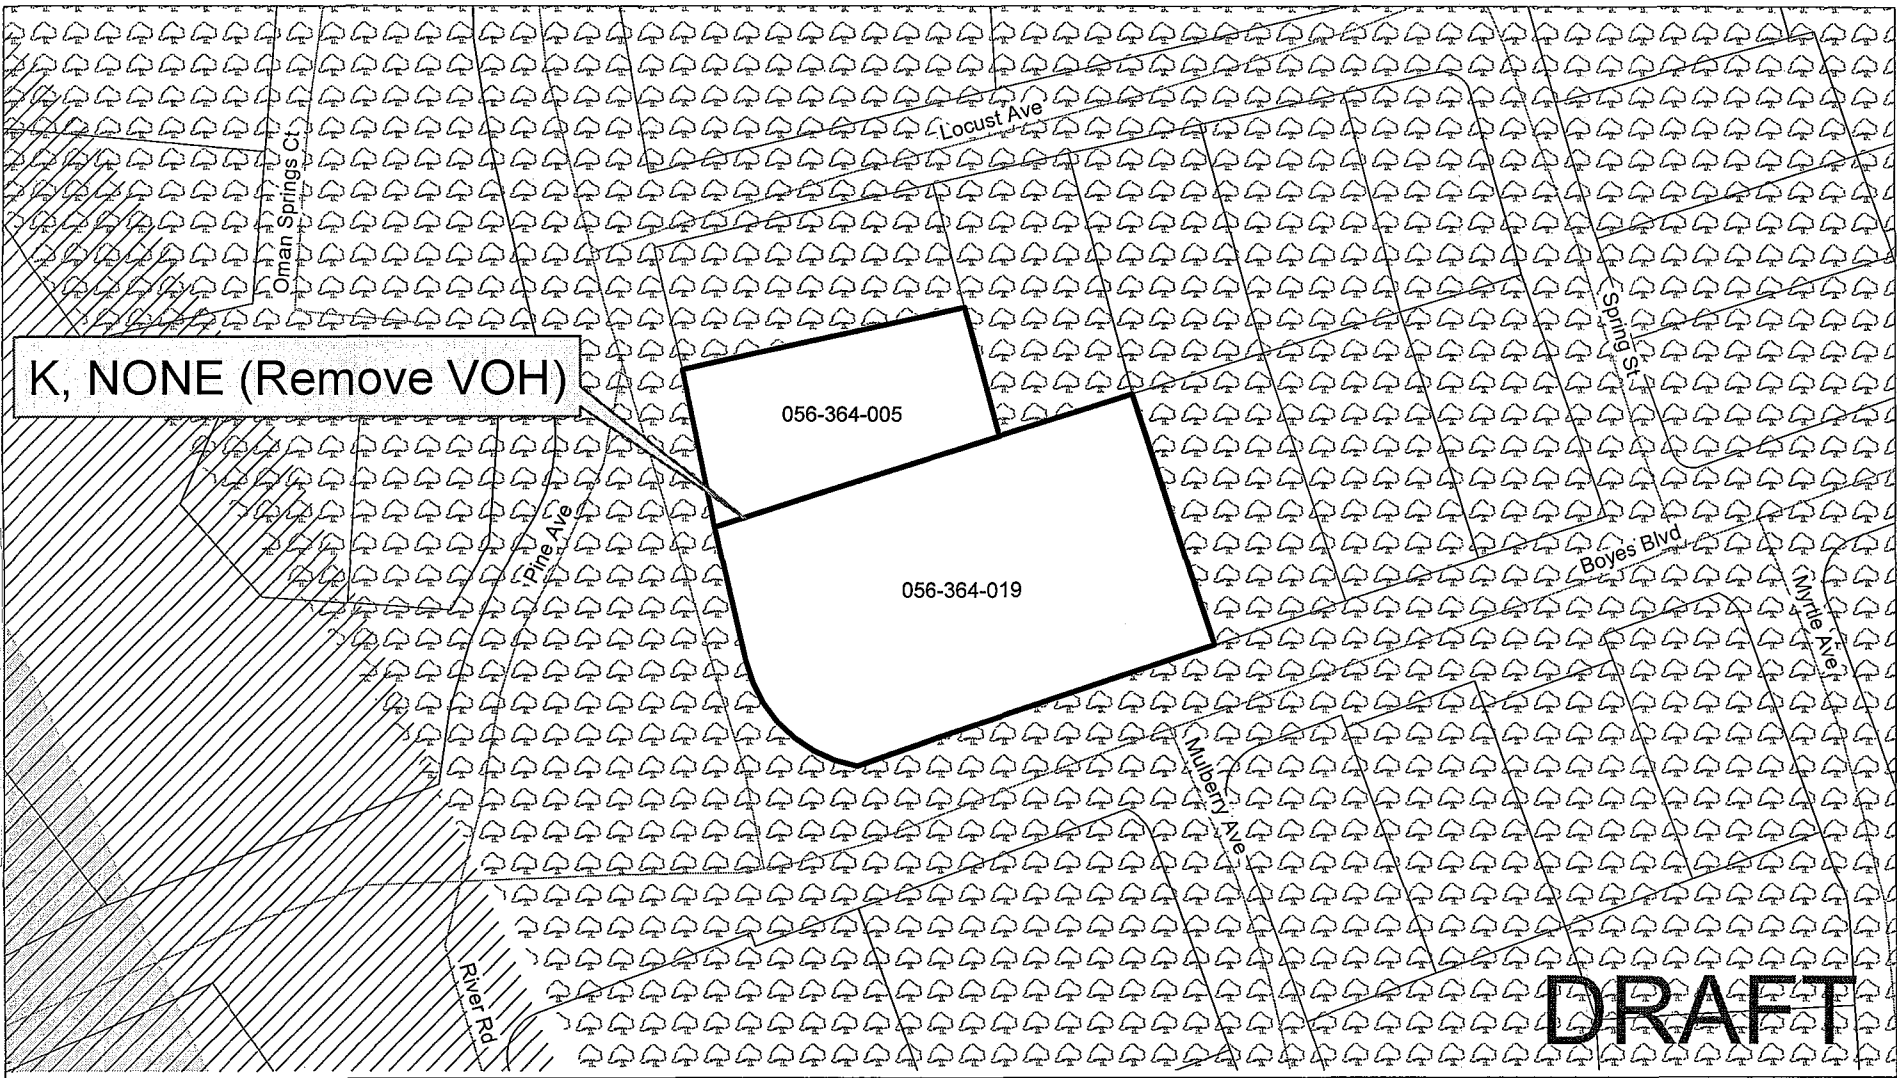 Locust Ave
Oman Springs Ct
Spring St
K, NONE (Remove VOH)
056-364-005
Pine Ave
Boyes Blvd
056-364-019
Myrtle Ave
Mulberry Ave
River Rd
DRAFT